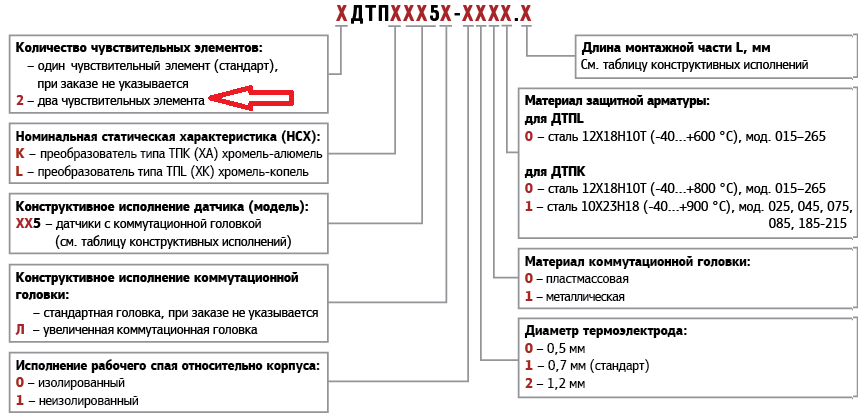 ХДТПХХХ5Х-ХХХХ.Х
Количество чувствительных элементов:
– один чувствительный элемент (стандарт),
при заказе не указывается
2 – два чувствительных элемента
Номинальная статическая характеристика (НСХ):
K – преобразователь типа ТПК (ХА) хромель-алюмель
L – преобразователь типа ТПL (ХК) хромель-копель
Конструктивное исполнение датчика (модель):
ХХ5 – датчики с коммутационной головкой
(см. таблицу конструктивных исполнений)
Конструктивное исполнение коммутационной
головки:
– стандартная головка, при заказе не указывается
Л – увеличенная коммутационная головка
Исполнение рабочего спая относительно корпуса:
0 – изолированный
1 – неизолированный
Длина монтажной части L, мм
См. таблицу конструктивных исполнений
Материал защитной арматуры:
для ДТПL
0 – сталь 12Х18Н10Т (-40...+600 °С), мод. 015–265
для ДТПК
0 – сталь 12Х18Н10Т (-40...+800 °С), мод. 015–265
1 – сталь 10Х23Н18 (-40...+900 °С), мод. 025, 045, 075,
085, 185-215
Материал коммутационной головки:
0 – пластмассовая
1 – металлическая
Диаметр термоэлектрода:
0 – 0,5 мм
1 – 0,7 мм (стандарт)
2 – 1,2 мм